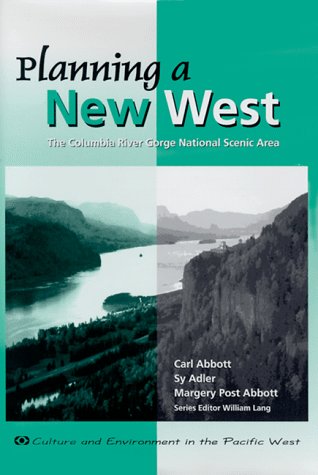 Planning a
New West
The Columbia River Gorge National Scenic Area
Carl Abbott
Sy Adler
Margery Post Abbott
Series Editor William Lang
Culture and Environment in the Pacific West